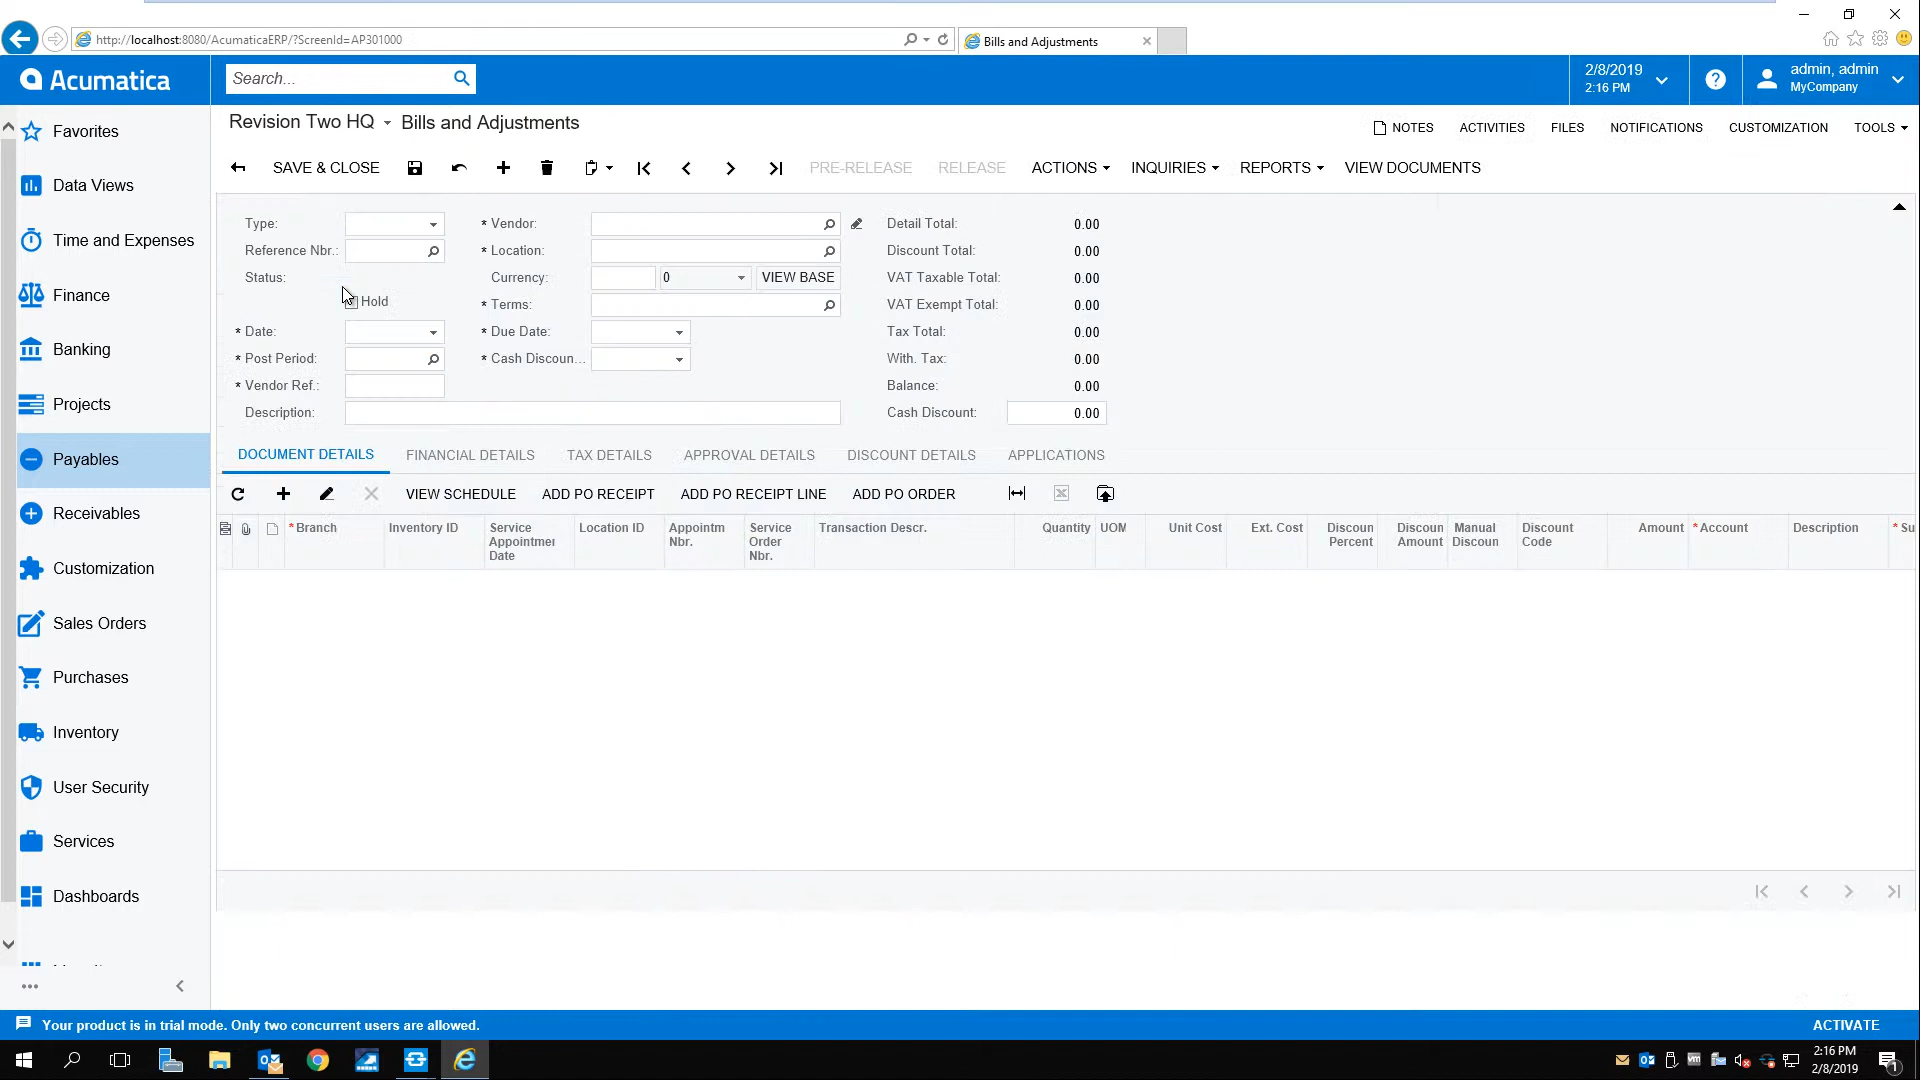 http://localhost:8080/AcumaticaERP/?ScreenId=AP301000
Bills and Adjustments
Acumatica
Search...
2/8/2019
2:16 PM
admin, admin
MyCompany
Favorites
Data Views
Time and Expenses
Finance
Banking
Projects
Payables
Receivables
Customization
Sales Orders
Purchases
Inventory
User Security
Services
Dashboards
Revision Two HQ
Bills and Adjustments
NOTES ACTIVITIES FILES NOTIFICATIONS CUSTOMIZATION TOOLS
SAVE & CLOSE PRE-RELEASE RELEASE ACTIONS INQUIRIES REPORTS VIEW DOCUMENTS
Type:
Reference Nbr.:
Status:
Hold
* Date:
* Post Period:
* Vendor Ref.:
Description:
* Vendor:
* Location:
Currency: 0 VIEW BASE
* Terms:
* Due Date:
* Cash Discoun...
Detail Total: 0.00
Discount Total: 0.00
VAT Taxable Total: 0.00
VAT Exempt Total: 0.00
Tax Total: 0.00
With. Tax: 0.00
Balance: 0.00
Cash Discount: 0.00
DOCUMENT DETAILS FINANCIAL DETAILS TAX DETAILS APPROVAL DETAILS DISCOUNT DETAILS APPLICATIONS
VIEW SCHEDULE ADD PO RECEIPT ADD PO RECEIPT LINE ADD PO ORDER
* Branch
Inventory ID
Service
Appointmer
Date
Location ID
Appointm
Nbr.
Service
Order
Nbr.
Transaction Descr.
Quantity
UOM
Unit Cost
Ext. Cost
Discoun
Percent
Discoun
Amount
Manual
Discoun
Discount
Code
Amount
* Account
Description
* Su
Your product is in trial mode. Only two concurrent users are allowed.
ACTIVATE
2:16 PM
2/8/2019
1